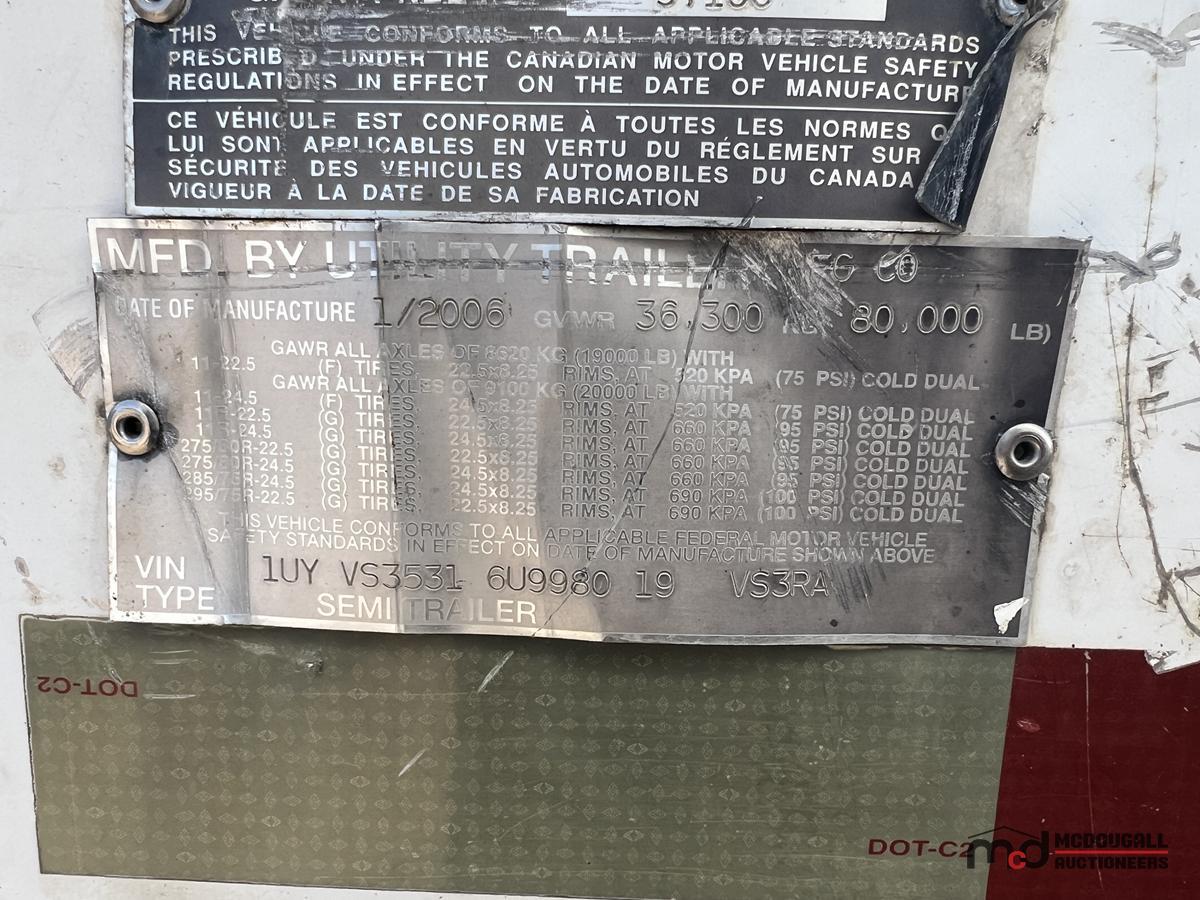 37100
THIS VEHICLE CONFORMS TO ALL APPLICABLE STANDARDS
PRESCRIBED UNDER THE CANADIAN MOTOR VEHICLE SAFETY
REGULATIONS IN EFFECT ON THE DATE OF MANUFACTURE
CE VÉHICULE EST CONFORME À TOUTES LES NORMES
LUI SONT APPLICABLES EN VERTU DU RÉGLEMENT SUR
SÉCURITÉ DES VEHICULES AUTOMOBILES DU CANADA
VIGUEUR À LA DATE DE SA FABRICATION
MFD BY UTILITY TRAILER MFG CO
DATE OF MANUFACTURE 1/2006 GVWR 36,300 KG 80,000 LB)
GAWR ALL AXLES OF 8620 KG (19000 LB) WITH
11-22.5 (F) TIRES, 22.5x8.25 RIMS, AT 520 KPA (75 PSI) COLD DUAL
GAWR ALL AXLES OF 9100 KG (20000 LB) WITH
11-24.5 (F) TIRES, 24.5x8.25 RIMS, AT 520 KPA (75 PSI) COLD DUAL
11R-22.5 (G) TIRES, 22.5x8.25 RIMS, AT 660 KPA (95 PSI) COLD DUAL
11R-24.5 (G) TIRES, 24.5x8.25 RIMS, AT 660 KPA (95 PSI) COLD DUAL
275/80R-22.5 (G) TIRES, 22.5x8.25 RIMS, AT 660 KPA (95 PSI) COLD DUAL
275/80R-24.5 (G) TIRES, 24.5x8.25 RIMS, AT 660 KPA (95 PSI) COLD DUAL
285/75R-24.5 (G) TIRES, 24.5x8.25 RIMS, AT 690 KPA (100 PSI) COLD DUAL
295/75R-22.5 (G) TIRES, 22.5x8.25 RIMS, AT 690 KPA (100 PSI) COLD DUAL
THIS VEHICLE CONFORMS TO ALL APPLICABLE FEDERAL MOTOR VEHICLE
SAFETY STANDARDS IN EFFECT ON DATE OF MANUFACTURE SHOWN ABOVE
VIN 1UY VS3531 6U9980 19 VS3RA
TYPE SEMI TRAILER
DOT-C2
DOT-C2
mcd MCDOUGALL
AUCTIONEERS